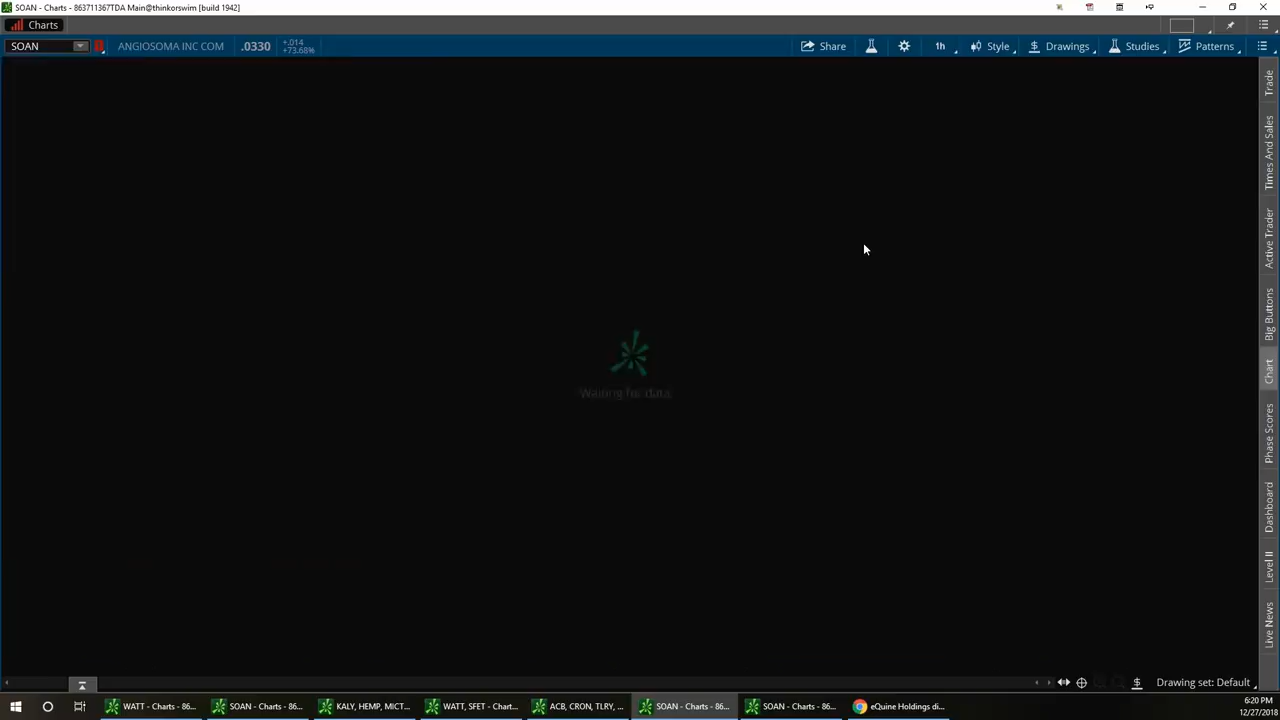 SOAN - Charts - 863711367TDA Main@thinkorswim [build 1942]
Charts
SOAN
ANGIOSOMA INC COM
.0330
+.014
+73.68%
Share
1h
Style
$ Drawings
Studies
Patterns
Trade
Times And Sales
Active Trader
Big Buttons
Chart
Phase Scores
Dashboard
Level II
Live News
Waiting for data
$
Drawing set: Default
WATT - Charts - 86...
SOAN - Charts - 86...
KALY, HEMP, MICT...
WATT, SFET - Chart...
CRON, TLRY, ...
SOAN - Charts - 86...
SOAN - Charts - 86...
eQuine Holdings di...
6:20 PM
12/27/2018